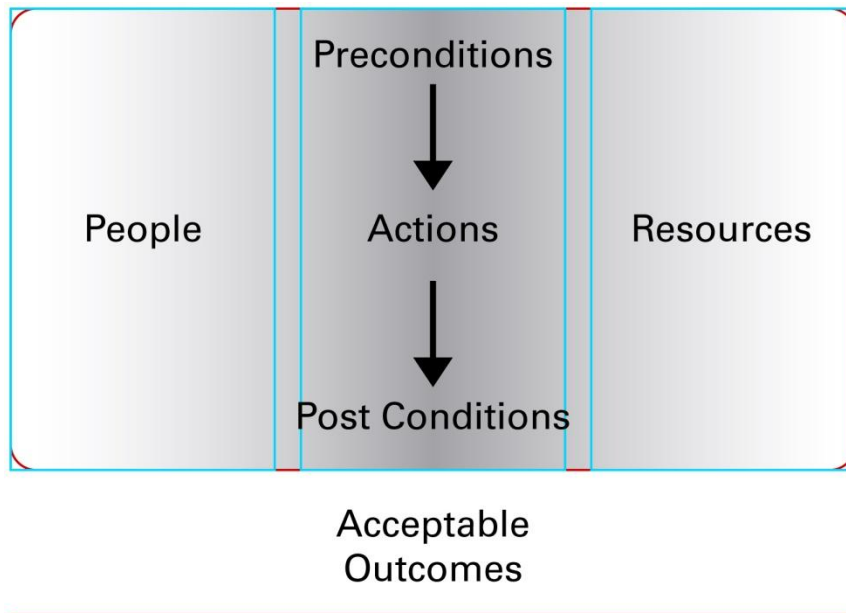 Preconditions
People
Actions
Resources
Post Conditions
Acceptable
Outcomes